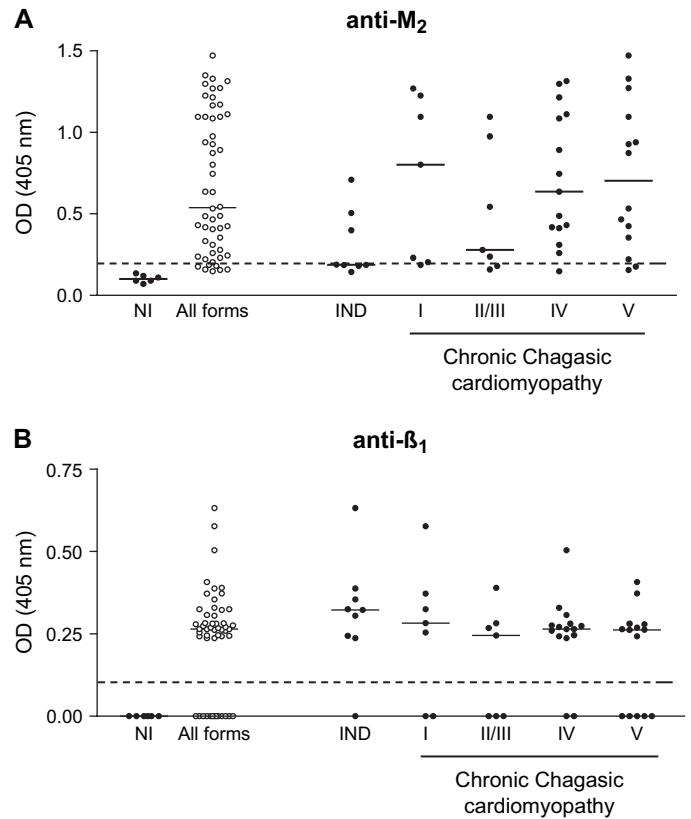 A
anti-M2
OD (405 nm)
1.5
1.0
0.5
0.0
NI All forms IND I II/III IV V
Chronic Chagasic
cardiomyopathy
B
anti-ß1
OD (405 nm)
0.75
0.50
0.25
0.00
NI All forms IND I II/III IV V
Chronic Chagasic
cardiomyopathy